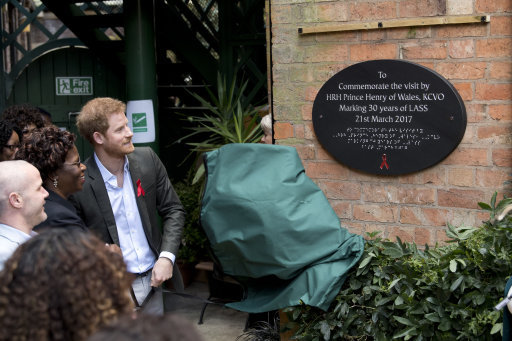 Fire
exit
To
Commemorate the visit by
HRH Prince Henry of Wales, KCVO
Marking 30 years of LASS
21st March 2017